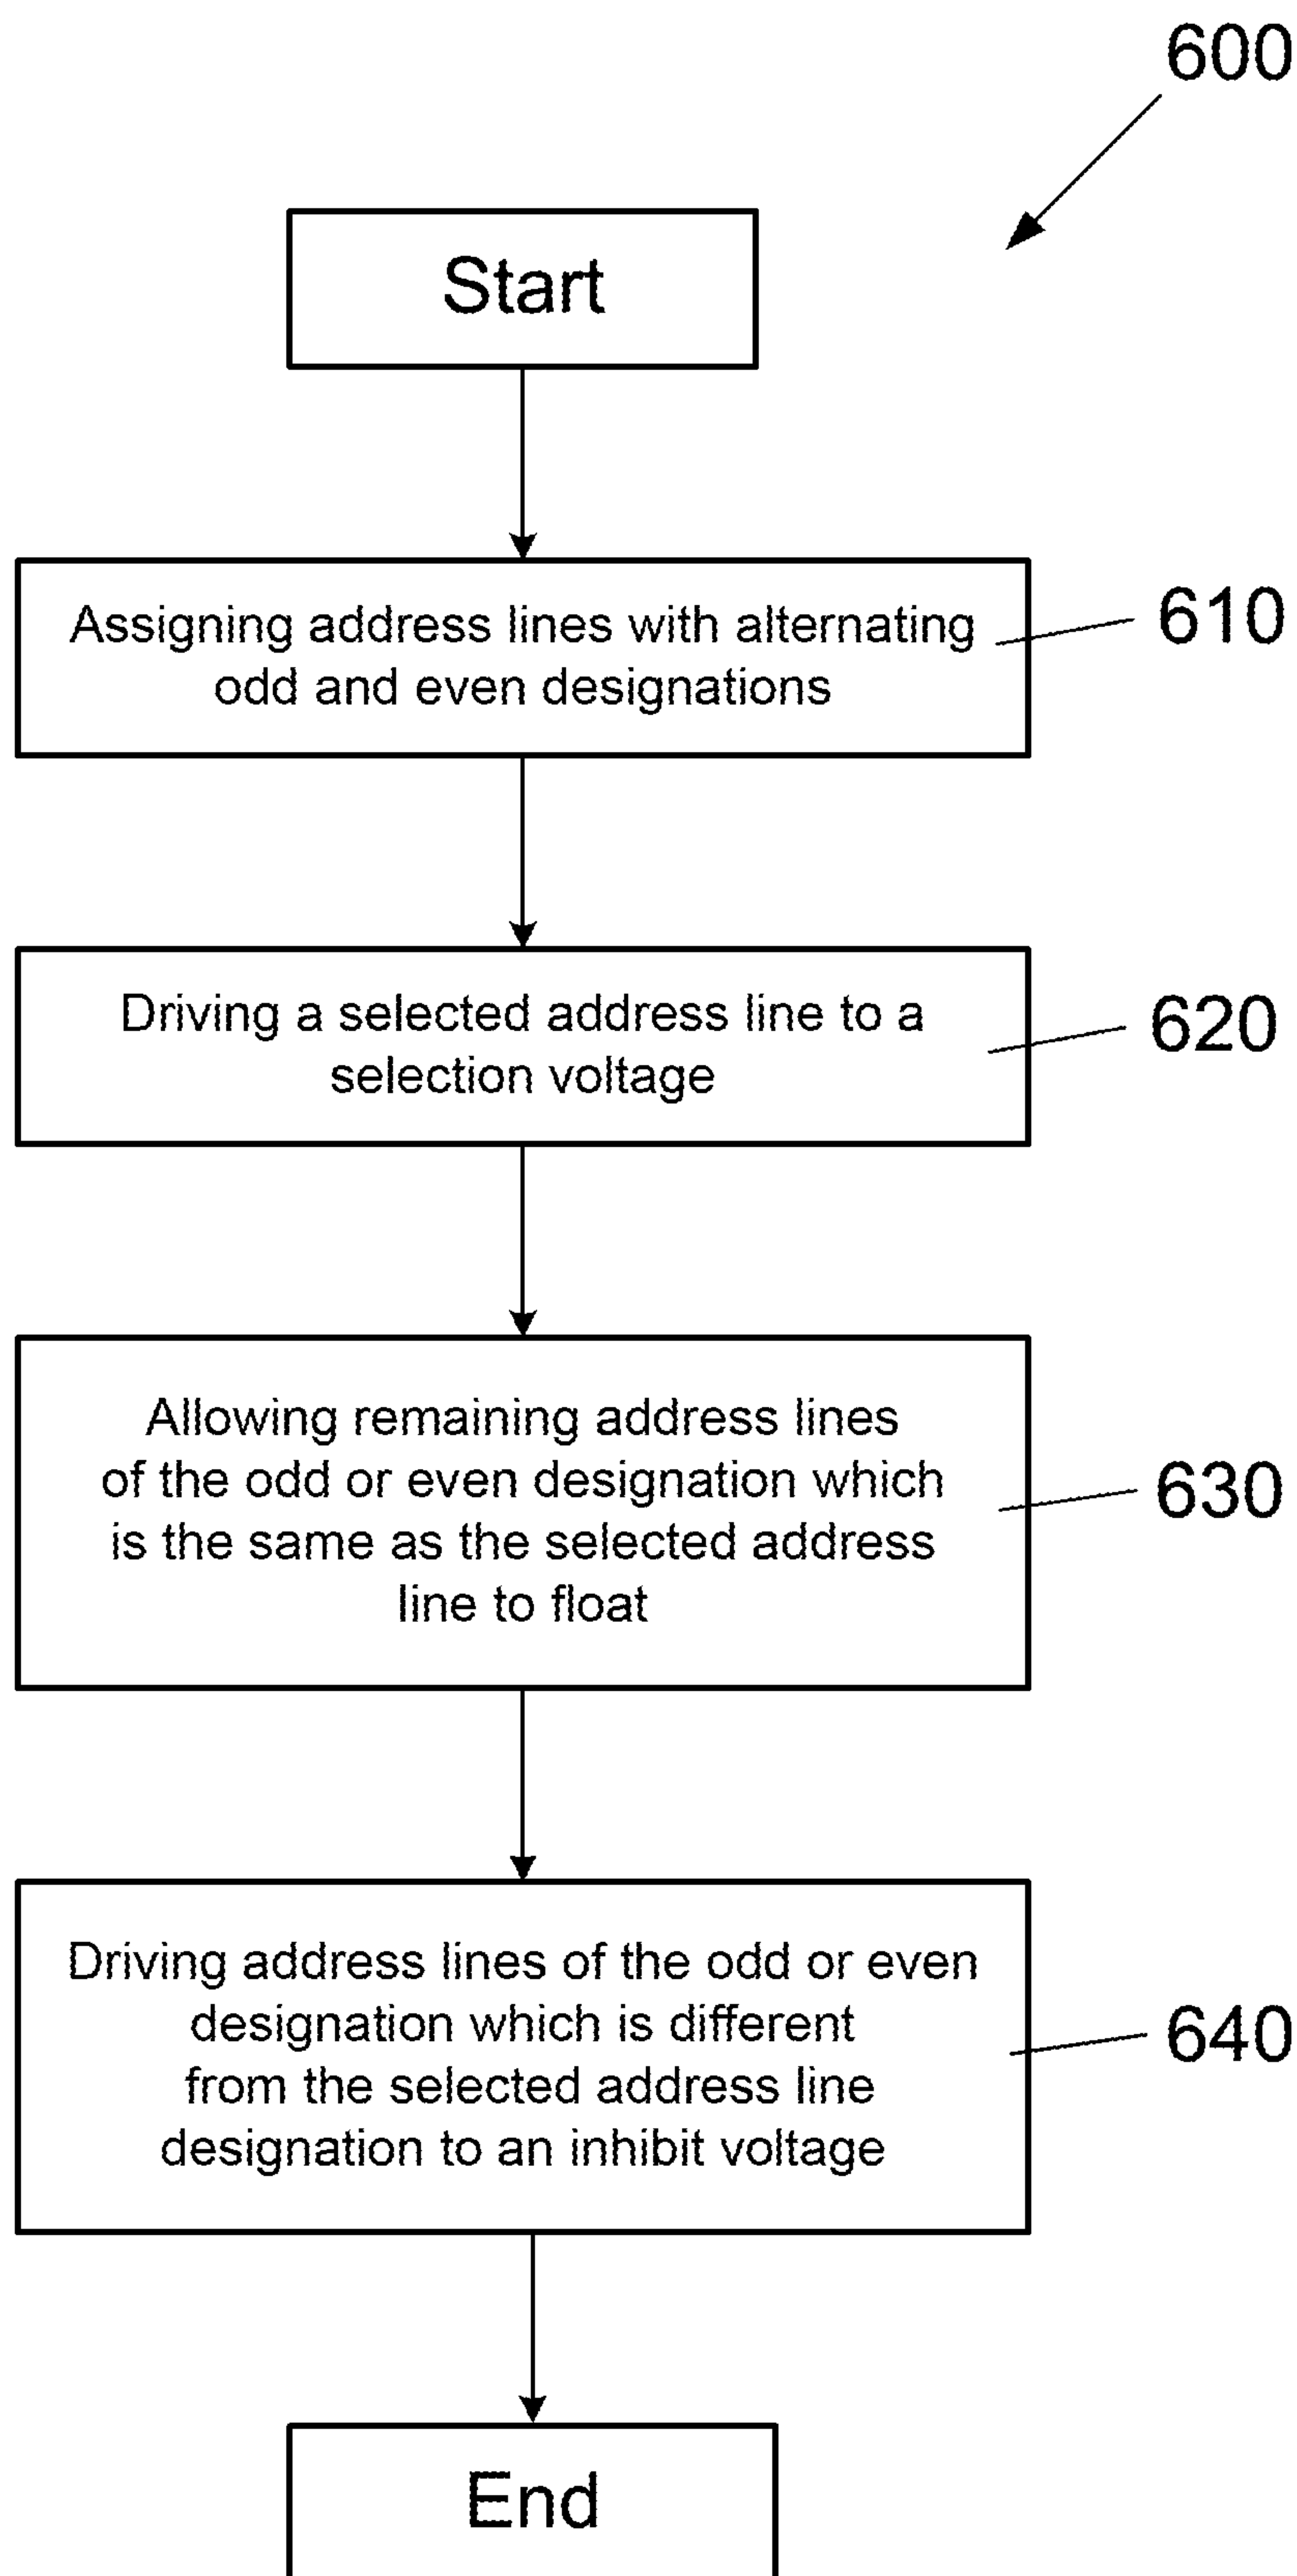 600
Start
Assigning address lines with alternating
odd and even designations
610
Driving a selected address line to a
selection voltage
620
Allowing remaining address lines
of the odd or even designation which
is the same as the selected address
line to float
630
Driving address lines of the odd or even
designation which is different
from the selected address line
designation to an inhibit voltage
640
End